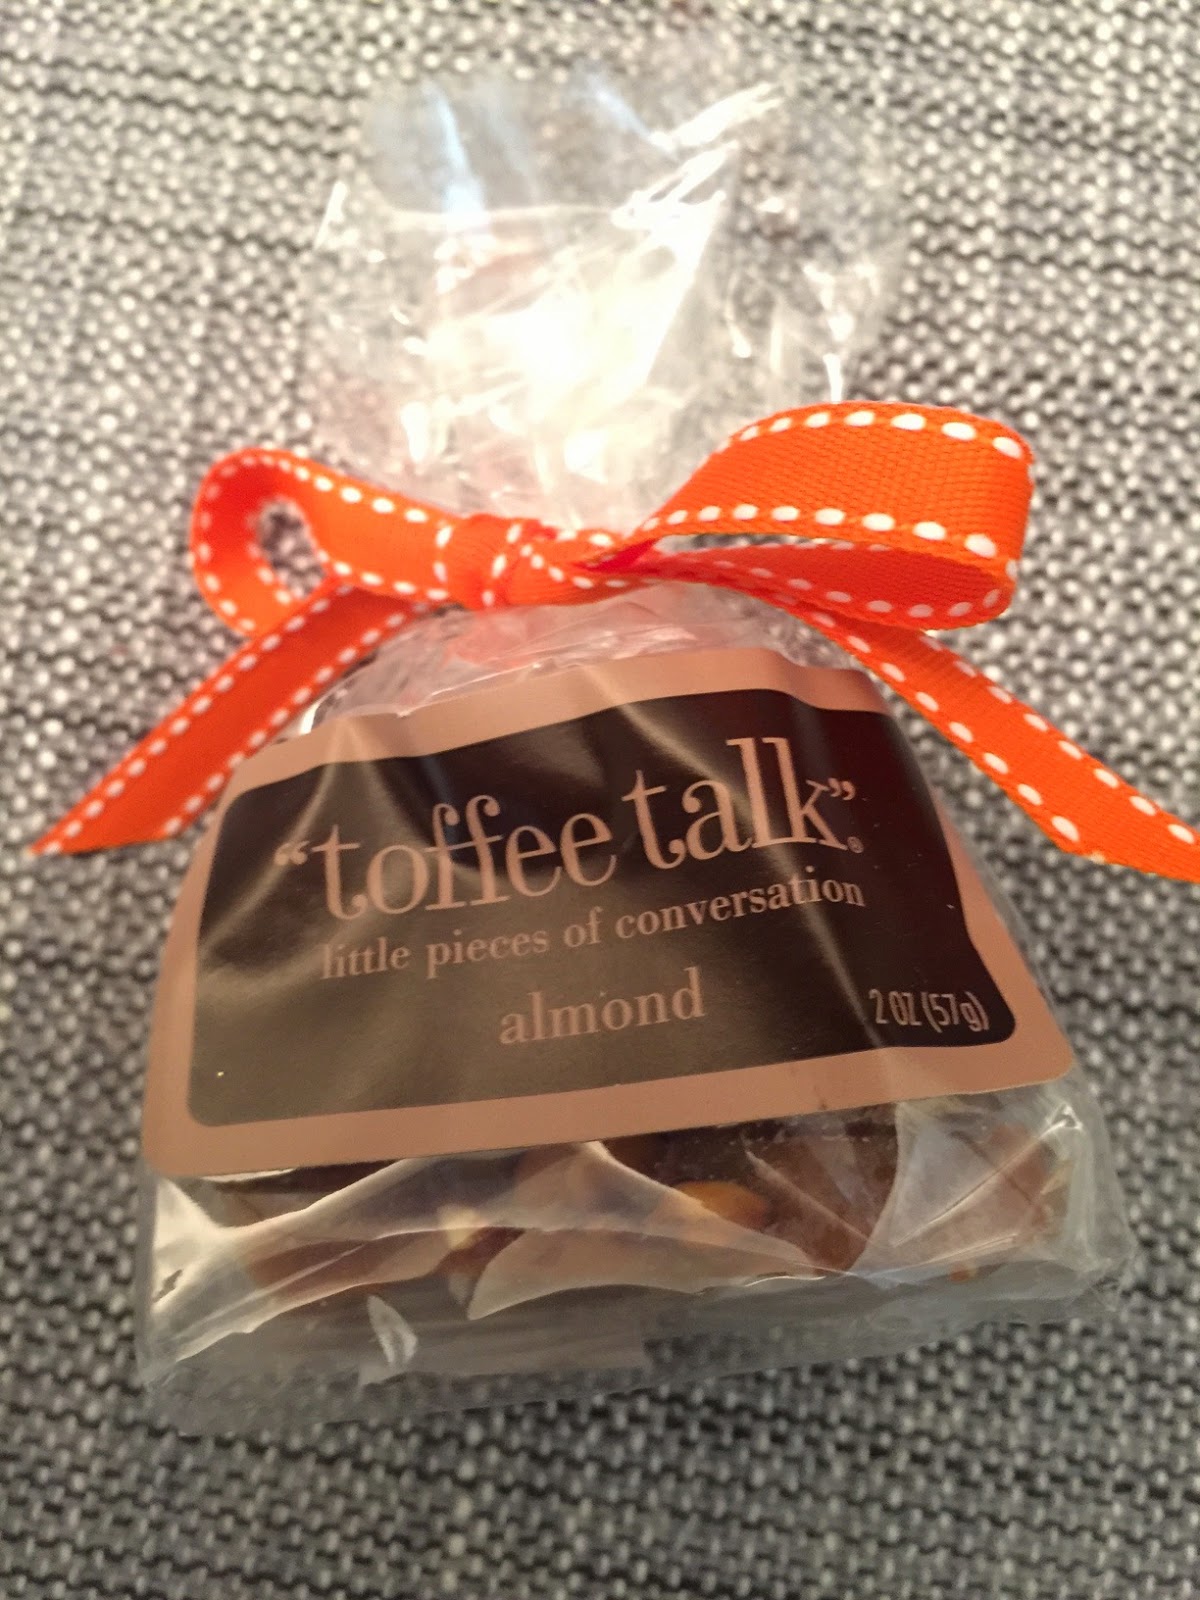 “toffee talk”®
little pieces of conversation
almond
2 OZ (57g)